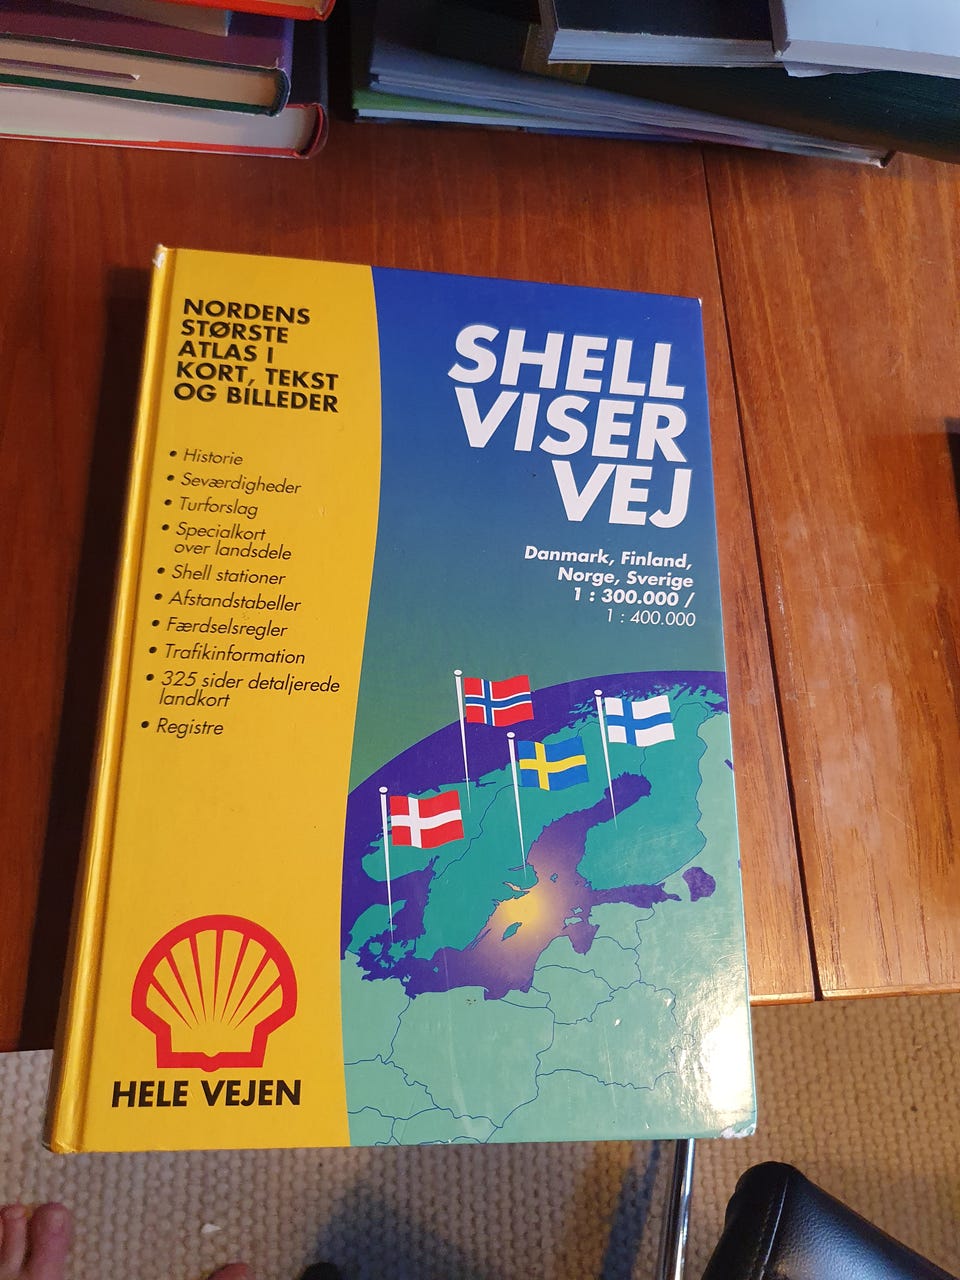 NORDENS
STØRSTE
ATLAS I
KORT, TEKST
OG BILLEDER
• Historie
• Seværdigheder
• Turforslag
• Specialkort
over landsdele
• Shell stationer
• Afstandstabeller
• Færdselsregler
• Trafikinformation
• 325 sider detaljerede
landkort
• Registre
HELE VEJEN
SHELL
VISER
VEJ
Danmark, Finland,
Norge, Sverige
1 : 300.000 /
1 : 400.000